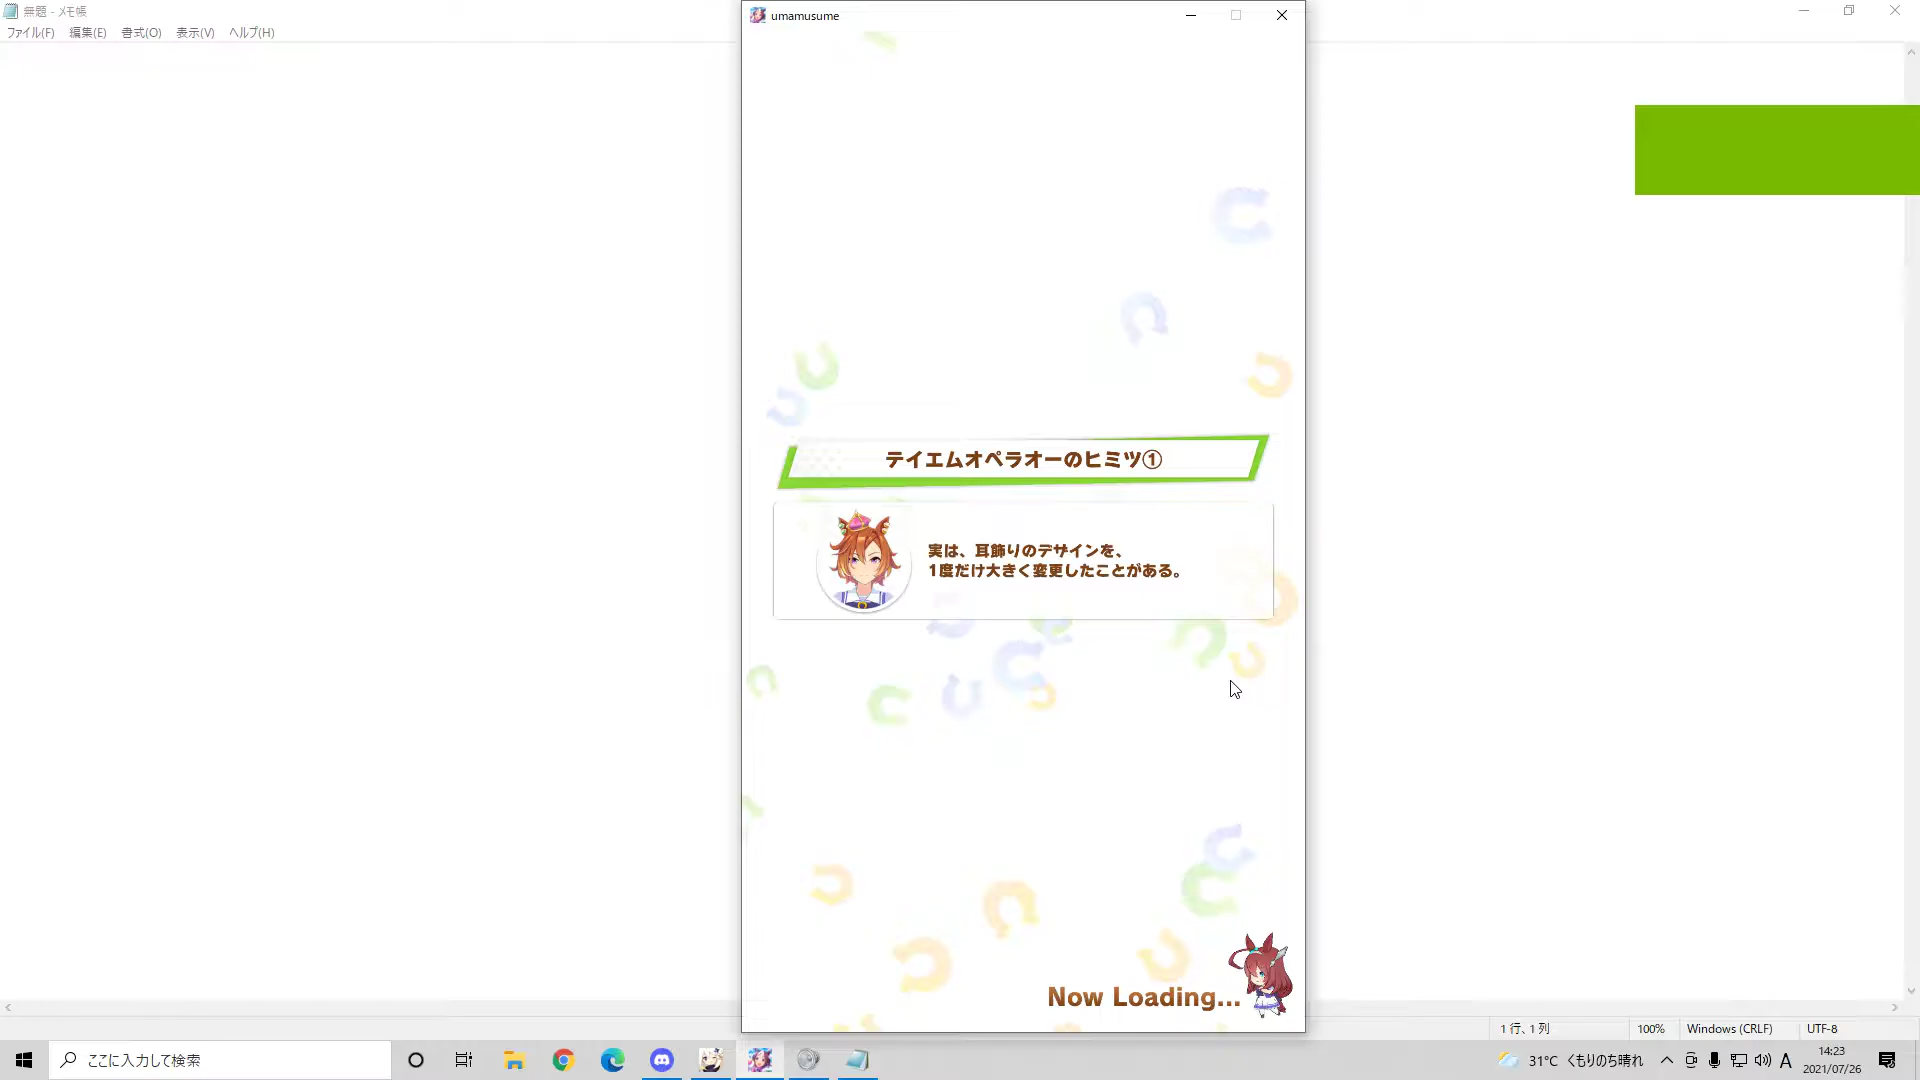 無題 - メモ帳
ファイル(F) 編集(E) 書式(O) 表示(V) ヘルプ(H)
umamusume
テイエムオペラオーのヒミツ①
実は、耳飾りのデザインを、
1度だけ大きく変更したことがある。
Now Loading...
1 行、1 列 100% Windows (CRLF) UTF-8
ここに入力して検索
31°C くもりのち晴れ
A
14:23
2021/07/26